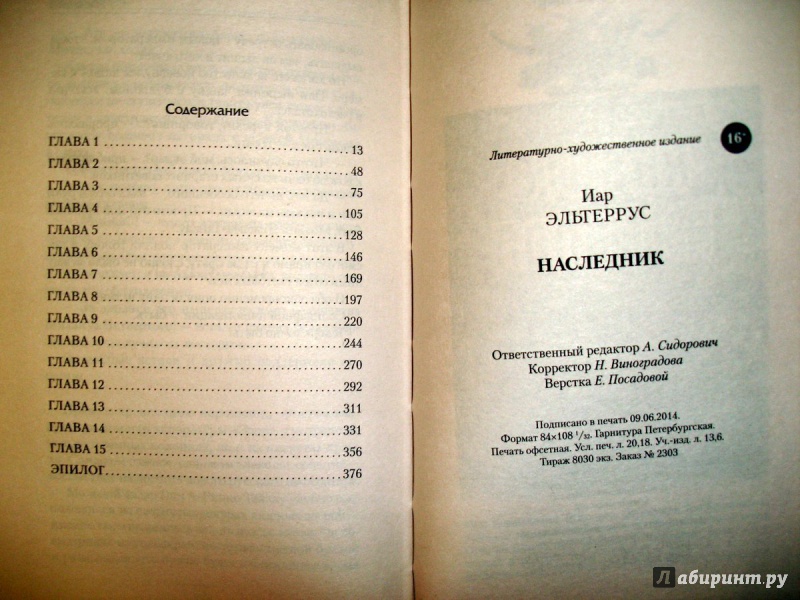 Содержание
ГЛАВА 1 ........ 13
ГЛАВА 2 ........ 48
ГЛАВА 3 ........ 75
ГЛАВА 4 ........ 105
ГЛАВА 5 ........ 128
ГЛАВА 6 ........ 146
ГЛАВА 7 ........ 169
ГЛАВА 8 ........ 197
ГЛАВА 9 ........ 220
ГЛАВА 10 ........ 244
ГЛАВА 11 ........ 270
ГЛАВА 12 ........ 292
ГЛАВА 13 ........ 311
ГЛАВА 14 ........ 331
ГЛАВА 15 ........ 356
ЭПИЛОГ ........ 376
Литературно-художественное издание
16+
Иар
ЭЛЬТЕРРУС
НАСЛЕДНИК
Ответственный редактор А. Сидорович
Корректор Н. Виноградова
Верстка Е. Посадовой
Подписано в печать 09.06.2014.
Формат 84×108 1/32. Гарнитура Петербургская.
Печать офсетная. Усл. печ. л. 20,18. Уч.-изд. л. 13,6.
Тираж 8030 экз. Заказ № 2303
Лабиринт.ру